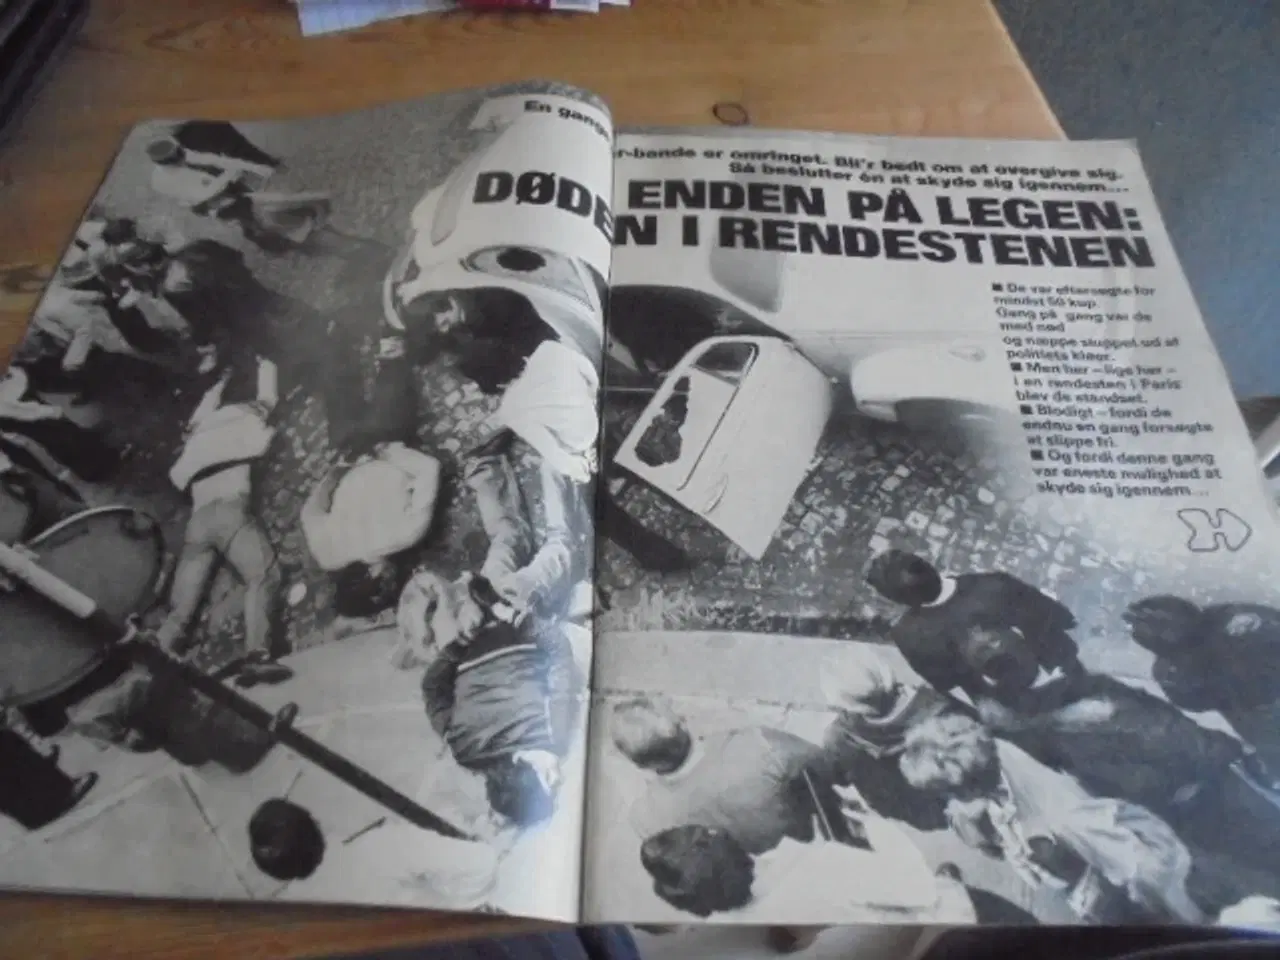 En gangster-bande er omringet. Bli'r bedt om at overgive sig.
Så beslutter én at skyde sig igennem...
ENDEN PÅ LEGEN:
DØDEN I RENDESTENEN
■ De var eftersøgte for
mindst 50 kup.
Gang på gang var de
med nød
og næppe sluppet ud af
politiets kløer.
■ Men her – lige her –
i en rendesten i Paris
blev de standset.
■ Blodigt – fordi de
endnu en gang forsøgte
at slippe fri.
■ Og fordi denne gang
var eneste mulighed at
skyde sig igennem...